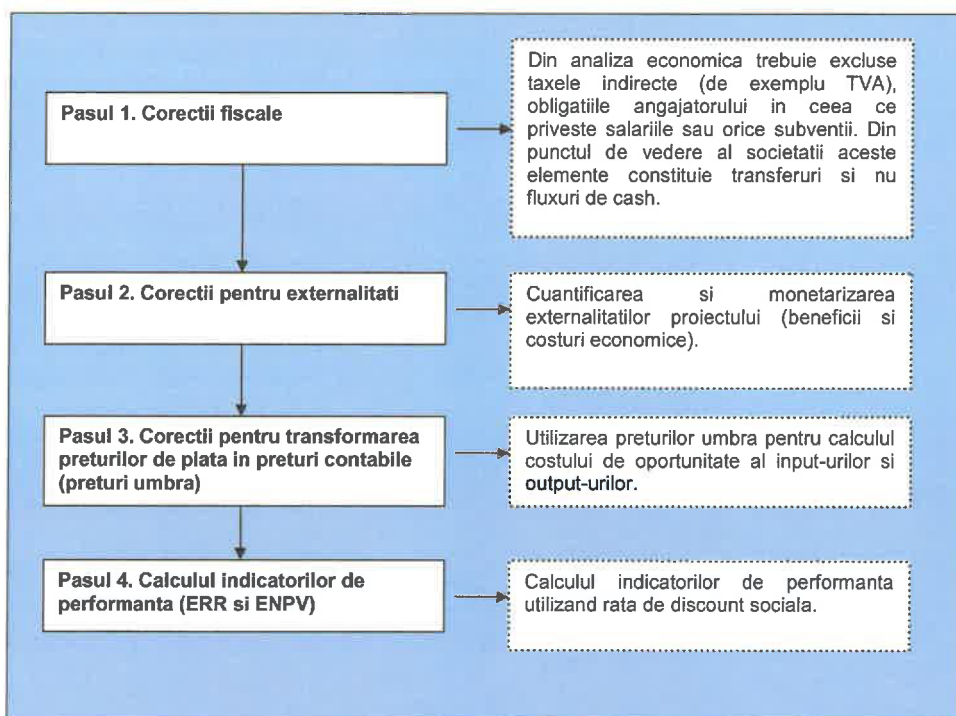 Pasul 1. Corectii fiscale
Din analiza economica trebuie excluse
taxele indirecte (de exemplu TVA),
obligatiile angajatorului in ceea ce
priveste salariile sau orice subventii. Din
punctul de vedere al societatii aceste
elemente constituie transferuri si nu
fluxuri de cash.
Pasul 2. Corectii pentru externalitati
Cuantificarea si monetarizarea
externalitatilor proiectului (beneficii si
costuri economice).
Pasul 3. Corectii pentru transformarea
preturilor de plata in preturi contabile
(preturi umbra)
Utilizarea preturilor umbra pentru calculul
costului de oportunitate al input-urilor si
output-urilor.
Pasul 4. Calculul indicatorilor de
performanta (ERR si ENPV)
Calculul indicatorilor de performanta
utilizand rata de discount sociala.